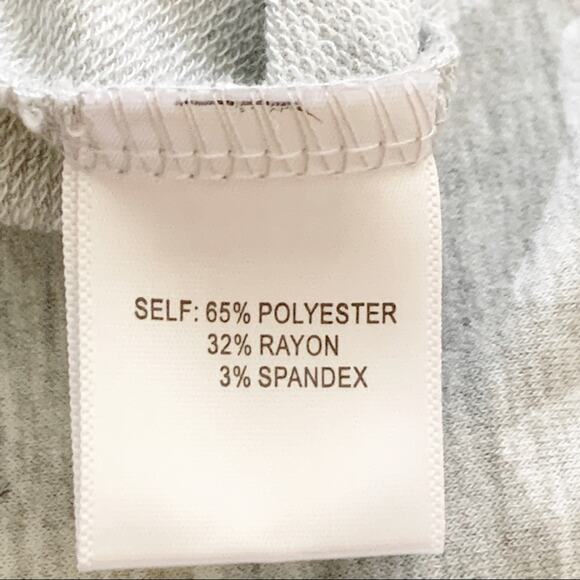 SELF: 65% POLYESTER
32% RAYON
3% SPANDEX